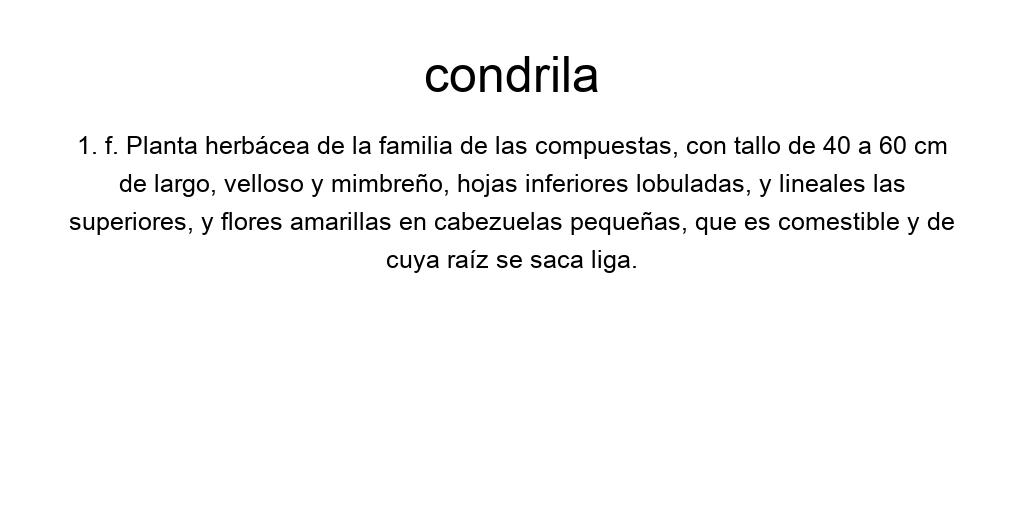 condrila
1. f. Planta herbácea de la familia de las compuestas, con tallo de 40 a 60 cm
de largo, velloso y mimbreño, hojas inferiores lobuladas, y lineales las
superiores, y flores amarillas en cabezuelas pequeñas, que es comestible y de
cuya raíz se saca liga.